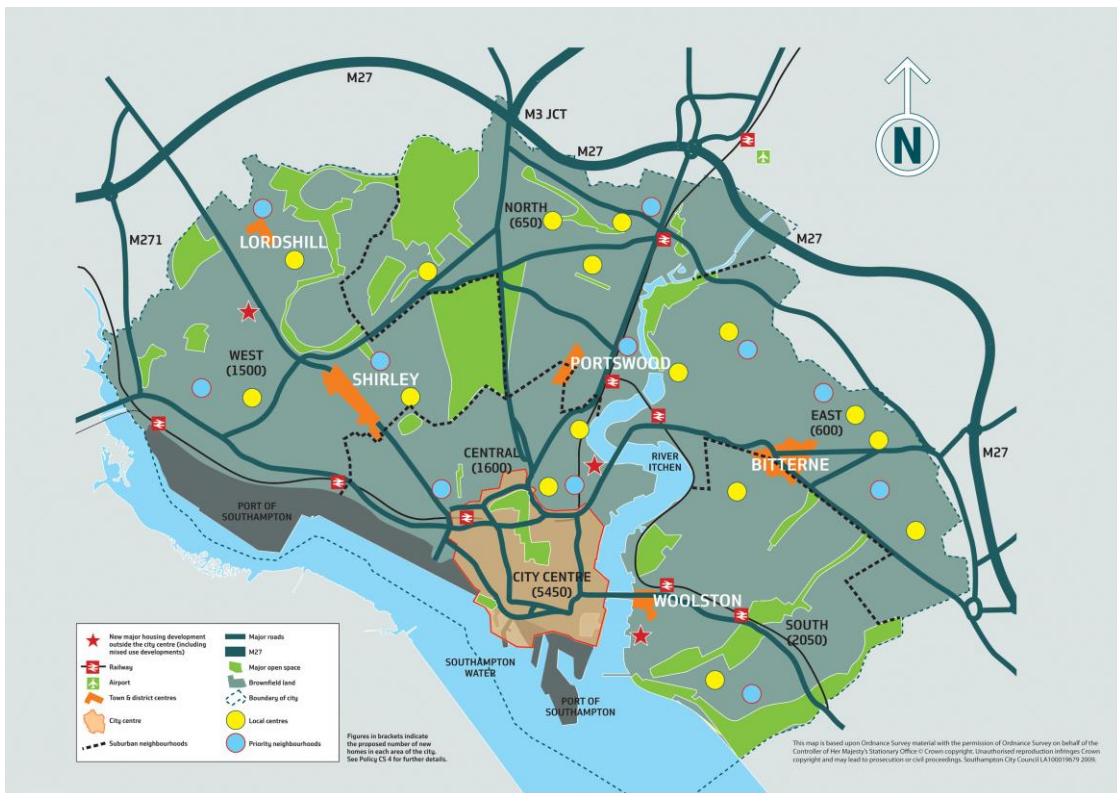 M27
M3 JCT
M27
N
NORTH
(650)
LORDSHILL
M271
M27
WEST
(1500)
SHIRLEY
PORTSWOOD
EAST
(600)
CENTRAL
(1600)
RIVER
ITCHEN
BITTERNE
M27
PORT OF
SOUTHAMPTON
CITY CENTRE
(5450)
WOOLSTON
SOUTH
(2050)
SOUTHAMPTON
WATER
PORT OF
SOUTHAMPTON
New major housing development
outside the city centre (including
mixed use developments)
Railway
Airport
Town & district centres
City centre
Suburban neighbourhoods
Major roads
M27
Major open space
Brownfield land
Boundary of city
Local centres
Priority neighbourhoods
Figures in brackets indicate
the proposed number of new
homes in each area of the city.
See Policy CS 4 for further details.
This map is based upon Ordnance Survey material with the permission of Ordnance Survey on behalf of the
Controller of Her Majesty's Stationary Office © Crown copyright. Unauthorised reproduction infringes Crown
copyright and may lead to prosecution or civil proceedings. Southampton City Council LA100019679 2009.